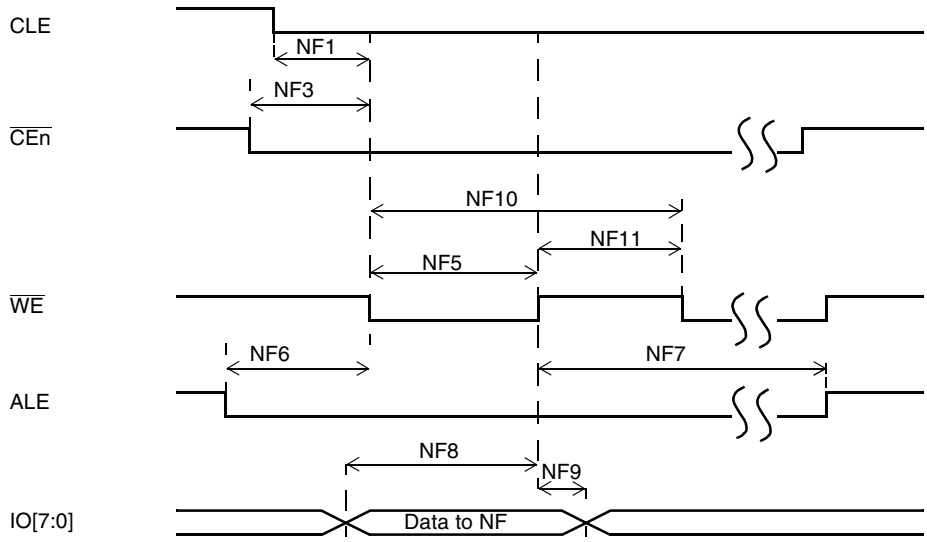 CLE
NF1
NF3
CEn
NF10
NF11
NF5
WE
NF6
NF7
ALE
NF8
NF9
IO[7:0]
Data to NF